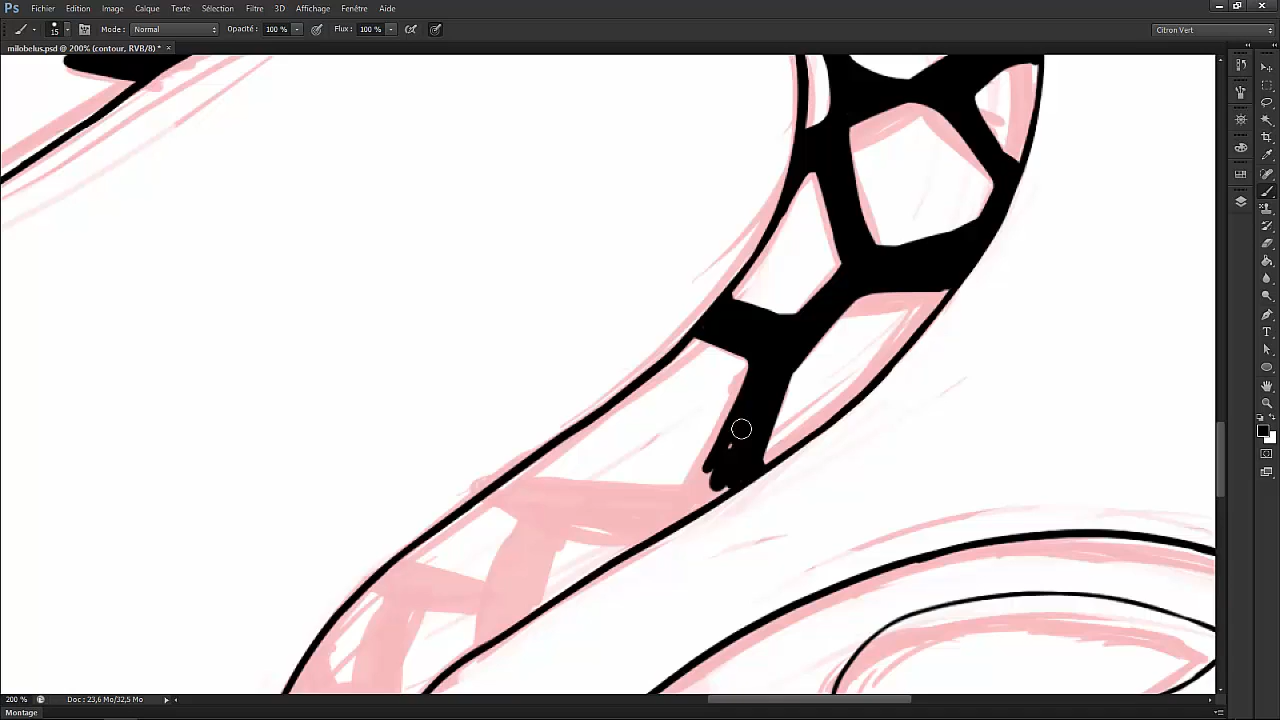 Ps Fichier Edition Image Calque Texte Sélection Filtre 3D Affichage Fenêtre Aide
15 Mode : Normal Opacité : 100 % Flux : 100 % Citron Vert
milobelus.psd @ 200% (contour, RVB/8) * ×
200 % Doc : 23,6 Mo/32,5 Mo
Montage